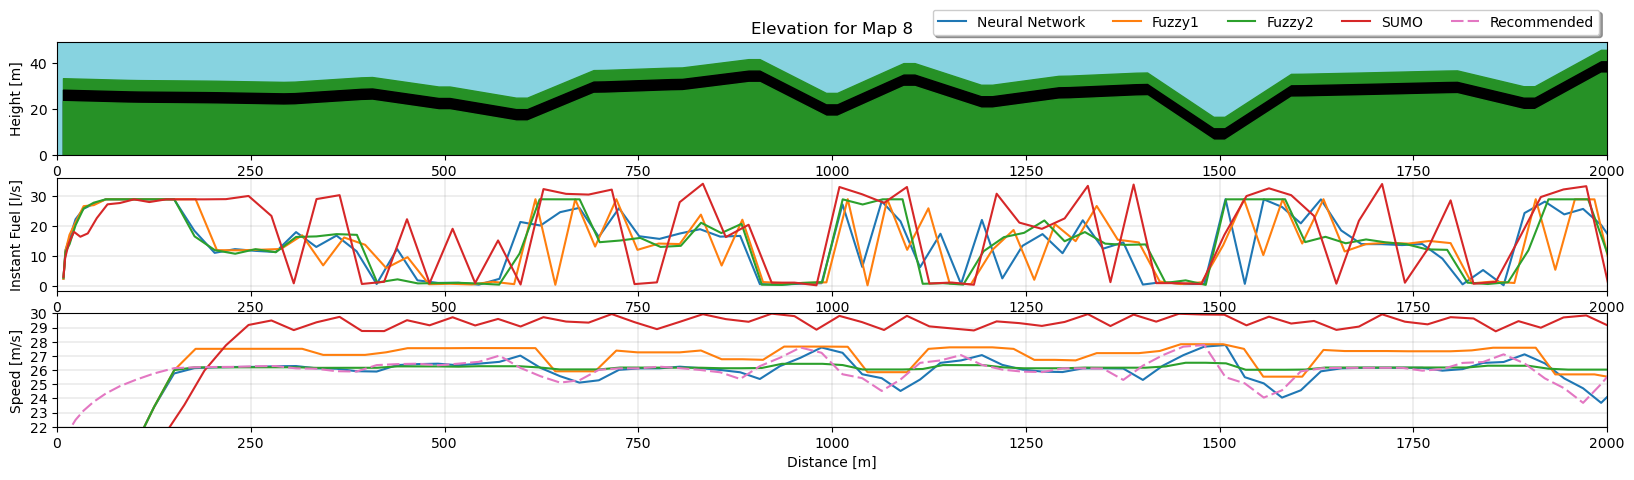 Elevation for Map 8
Neural Network Fuzzy1 Fuzzy2 SUMO Recommended
Height [m]
40
20
0
0 250 500 750 1000 1250 1500 1750 2000
Instant Fuel [l/s]
30
20
10
0
0 250 500 750 1000 1250 1500 1750 2000
Speed [m/s]
30
29
28
27
26
25
24
23
22
0 250 500 750 1000 1250 1500 1750 2000
Distance [m]